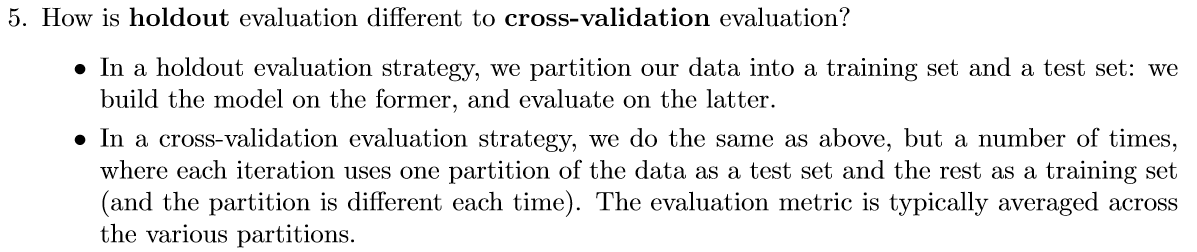 5. How is holdout evaluation different to cross-validation evaluation?
• In a holdout evaluation strategy, we partition our data into a training set and a test set: we
build the model on the former, and evaluate on the latter.
• In a cross-validation evaluation strategy, we do the same as above, but a number of times,
where each iteration uses one partition of the data as a test set and the rest as a training set
(and the partition is different each time). The evaluation metric is typically averaged across
the various partitions.